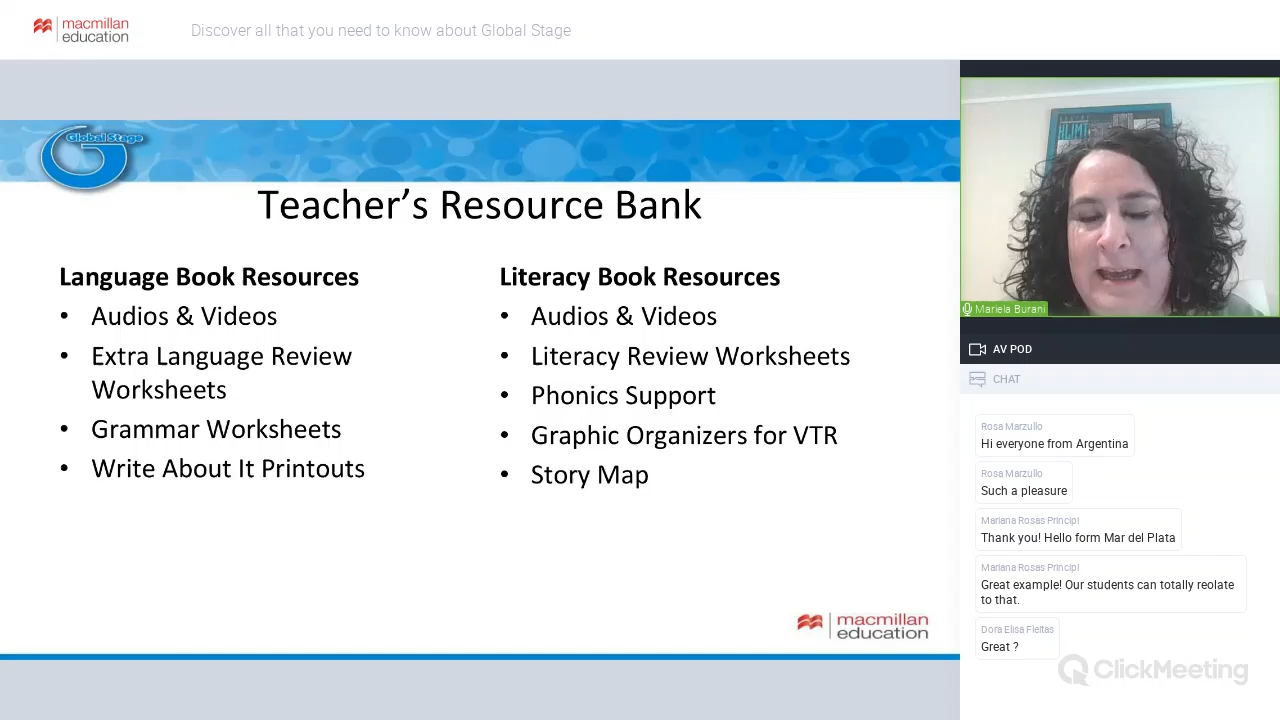 macmillan
education
Discover all that you need to know about Global Stage
Global Stage
Teacher's Resource Bank
Language Book Resources
• Audios & Videos
• Extra Language Review
Worksheets
• Grammar Worksheets
• Write About It Printouts
Literacy Book Resources
• Audios & Videos
• Literacy Review Worksheets
• Phonics Support
• Graphic Organizers for VTR
• Story Map
macmillan
education
Mariela Burani
AV POD
CHAT
Rosa Marzullo
Hi everyone from Argentina
Rosa Marzullo
Such a pleasure
Mariana Rosas Principi
Thank you! Hello form Mar del Plata
Mariana Rosas Principi
Great example! Our students can totally reolate
to that.
Dora Elisa Fleitas
Great ?
ClickMeeting